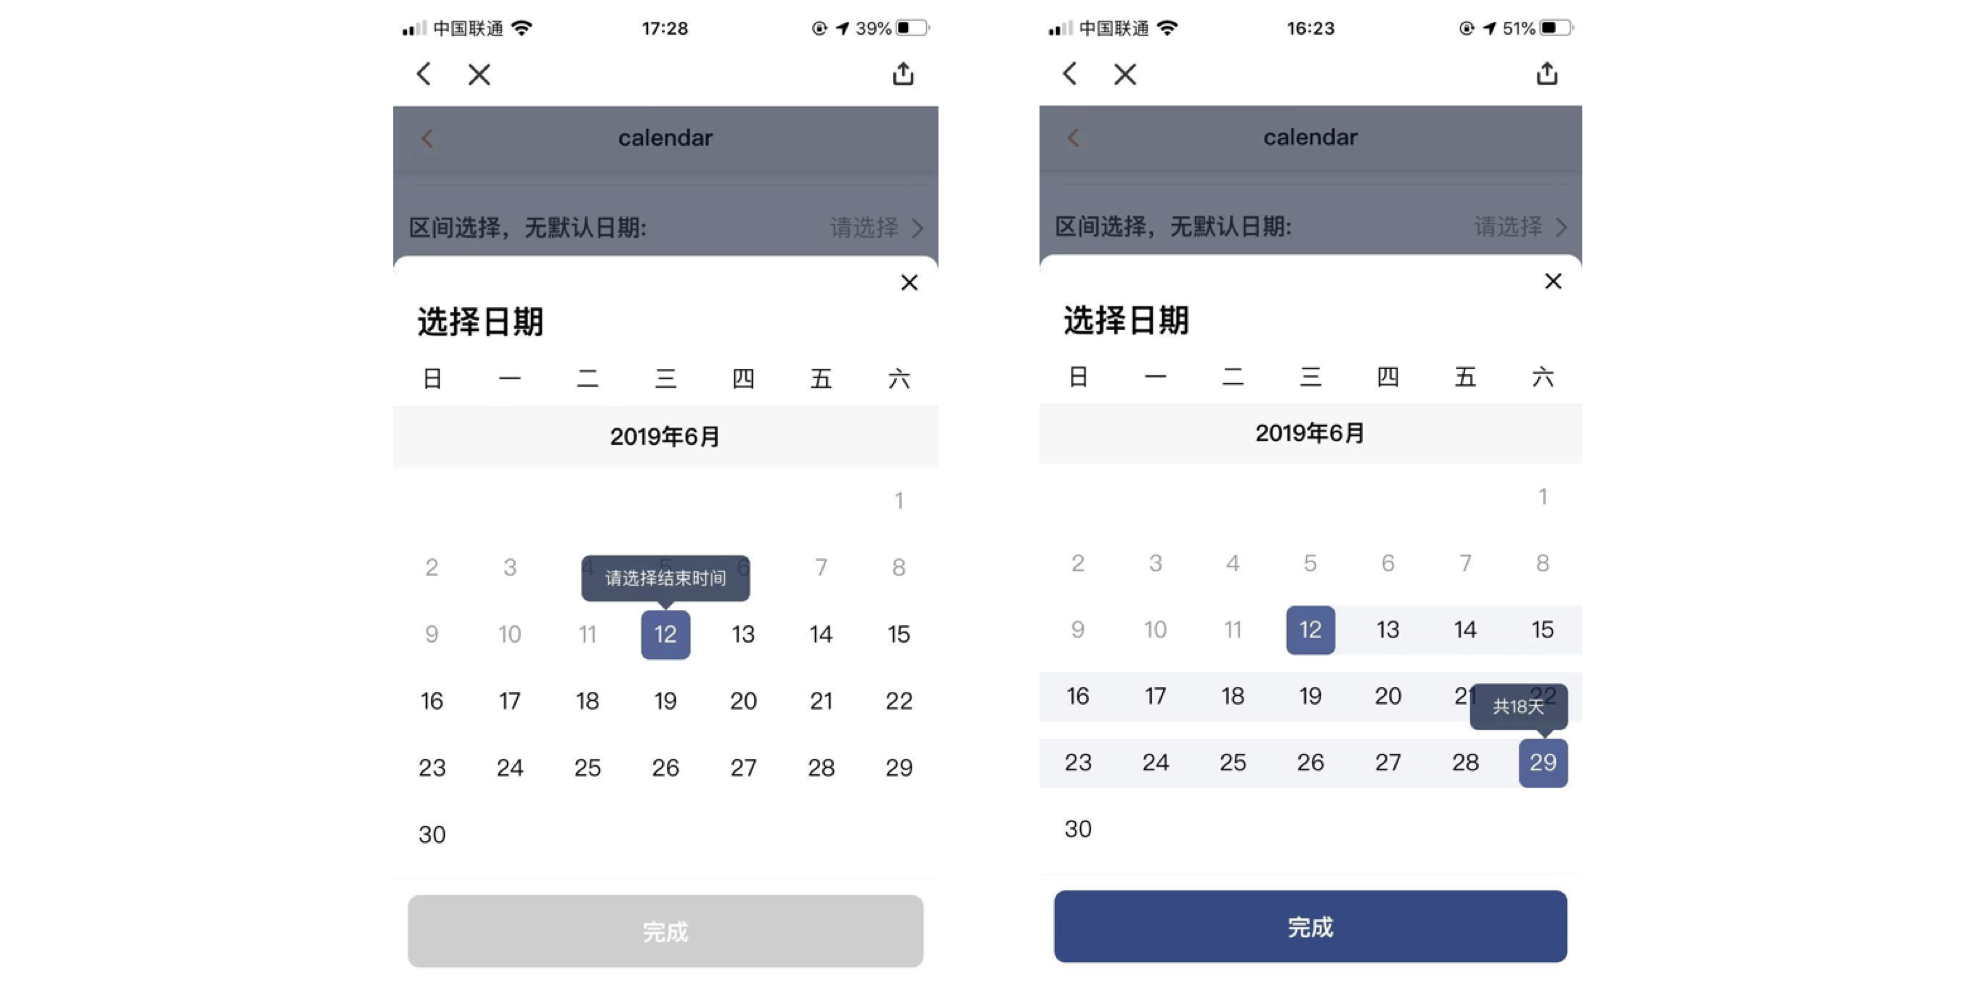 中国联通 17:28 39%
calendar
区间选择，无默认日期: 请选择
选择日期
日 一 二 三 四 五 六
2019年6月
1
2 3 4 5 6 7 8
请选择结束时间
9 10 11 12 13 14 15
16 17 18 19 20 21 22
23 24 25 26 27 28 29
30
完成
中国联通 16:23 51%
calendar
区间选择，无默认日期: 请选择
选择日期
日 一 二 三 四 五 六
2019年6月
1
2 3 4 5 6 7 8
9 10 11 12 13 14 15
16 17 18 19 20 21 22
共18天
23 24 25 26 27 28 29
30
完成